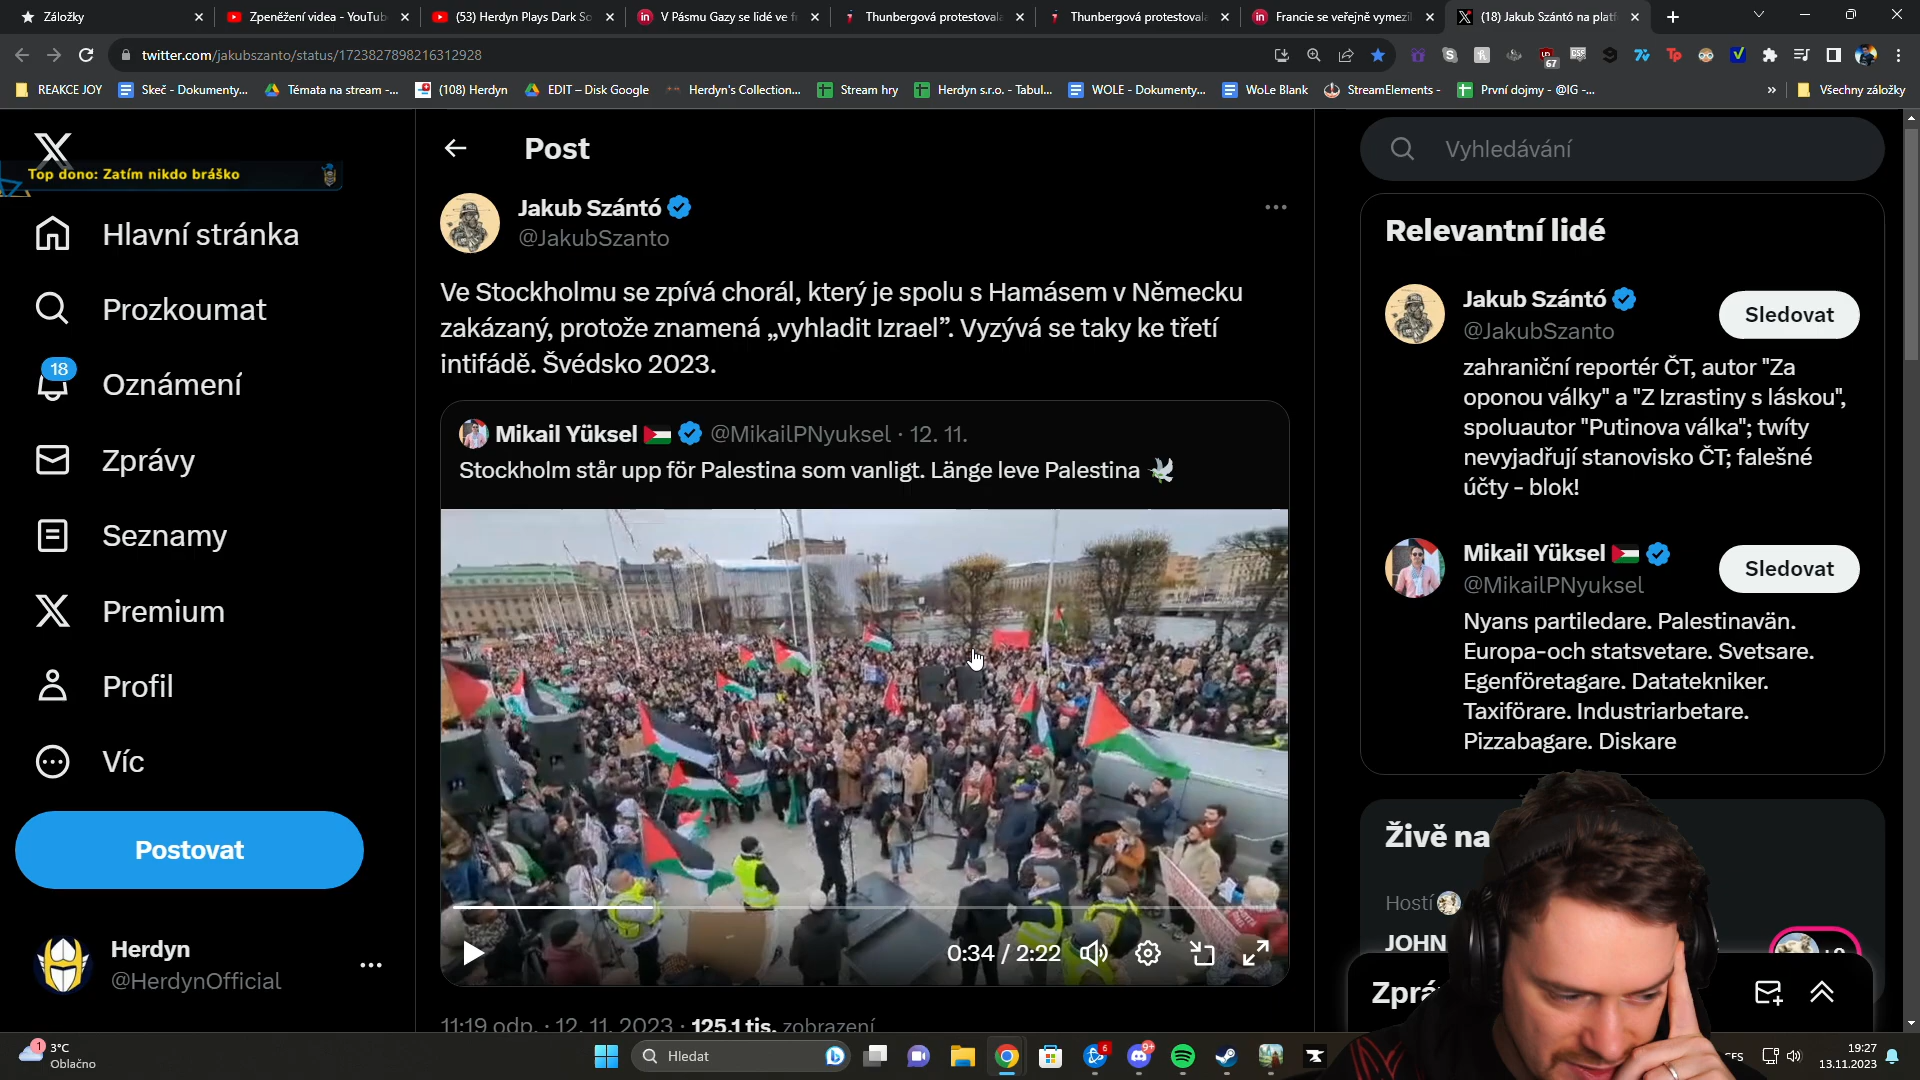 Záložky
Zpeněžení videa - YouTub
(53) Herdyn Plays Dark So
V Pásmu Gazy se lidé ve f
Thunbergová protestoval
Thunbergová protestoval
Francie se veřejně vymezil
(18) Jakub Szántó na platf
twitter.com/jakubszanto/status/1723827898216312928
67
REAKCE JOY
Skeč - Dokumenty...
Témata na stream -...
(108) Herdyn
EDIT – Disk Google
Herdyn's Collection...
Stream hry
Herdyn s.r.o. - Tabul...
WOLE - Dokumenty...
WoLe Blank
StreamElements -
První dojmy - @IG -...
Všechny záložky
Top dono: Zatím nikdo bráško
Hlavní stránka
Prozkoumat
18
Oznámení
Zprávy
Seznamy
Premium
Profil
Víc
Postovat
Herdyn
@HerdynOfficial
Post
Jakub Szántó
@JakubSzanto
Ve Stockholmu se zpívá chorál, který je spolu s Hamásem v Německu
zakázaný, protože znamená „vyhladit Izrael”. Vyzývá se taky ke třetí
intifádě. Švédsko 2023.
Mikail Yüksel @MikailPNyuksel · 12. 11.
Stockholm står upp för Palestina som vanligt. Länge leve Palestina
0:34 / 2:22
11:19 odp. · 12. 11. 2023 · 125,1 tis. zobrazení
Vyhledávání
Relevantní lidé
Jakub Szántó
@JakubSzanto
Sledovat
zahraniční reportér ČT, autor "Za
oponou války" a "Z Izrastiny s láskou",
spoluautor "Putinova válka"; twíty
nevyjadřují stanovisko ČT; falešné
účty - blok!
Mikail Yüksel
@MikailPNyuksel
Sledovat
Nyans partiledare. Palestinavän.
Europa-och statsvetare. Svetsare.
Egenföretagare. Datatekniker.
Taxiförare. Industriarbetare.
Pizzabagare. Diskare
Živě na
Hostí
JOHN
Zprá
1
3°C
Oblačno
Hledat
6
9+
19:27
13.11.2023